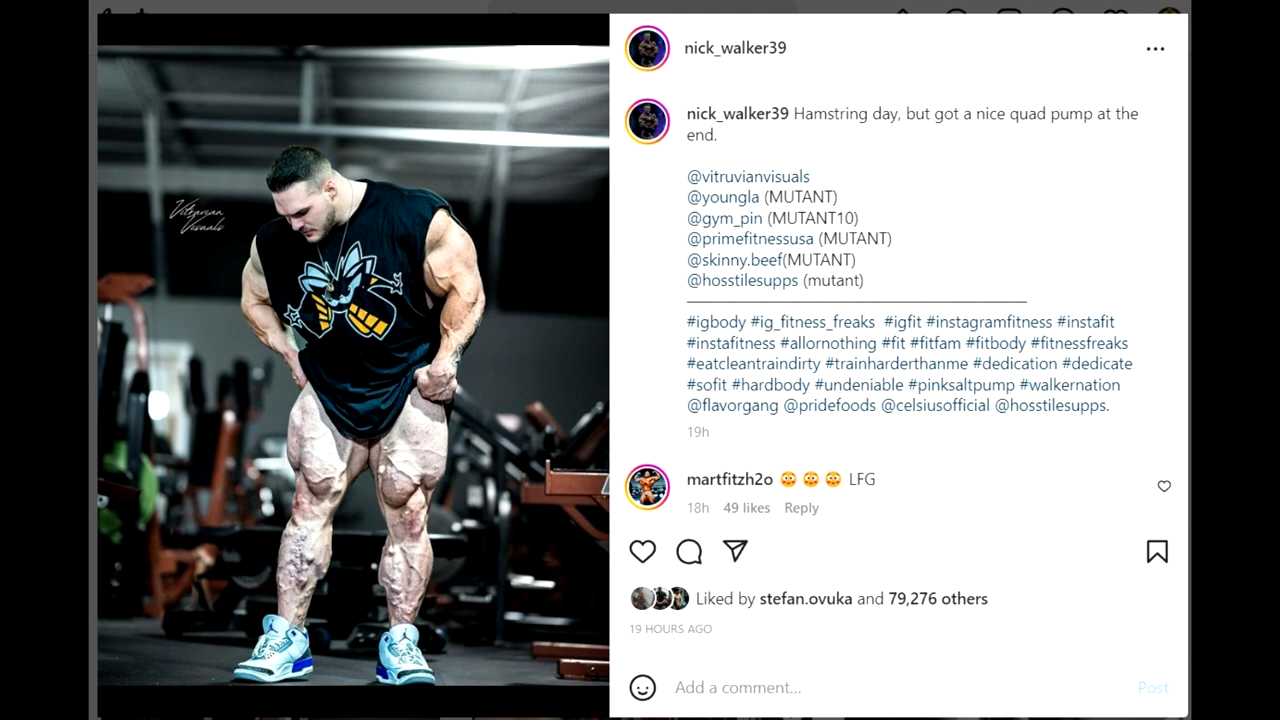 Vitruvian
Visuals
nick_walker39
nick_walker39 Hamstring day, but got a nice quad pump at the
end.
@vitruvianvisuals
@youngla (MUTANT)
@gym_pin (MUTANT10)
@primefitnessusa (MUTANT)
@skinny.beef(MUTANT)
@hosstilesupps (mutant)
#igbody #ig_fitness_freaks #igfit #instagramfitness #instafit
#instafitness #allornothing #fit #fitfam #fitbody #fitnessfreaks
#eatcleantraindirty #trainharderthanme #dedication #dedicate
#sofit #hardbody #undeniable #pinksaltpump #walkernation
@flavorgang @pridefoods @celsiusofficial @hosstilesupps.
19h
martfitzh2o 😳 😳 😳 LFG
18h 49 likes Reply
Liked by stefan.ovuka and 79,276 others
19 HOURS AGO
Add a comment... Post